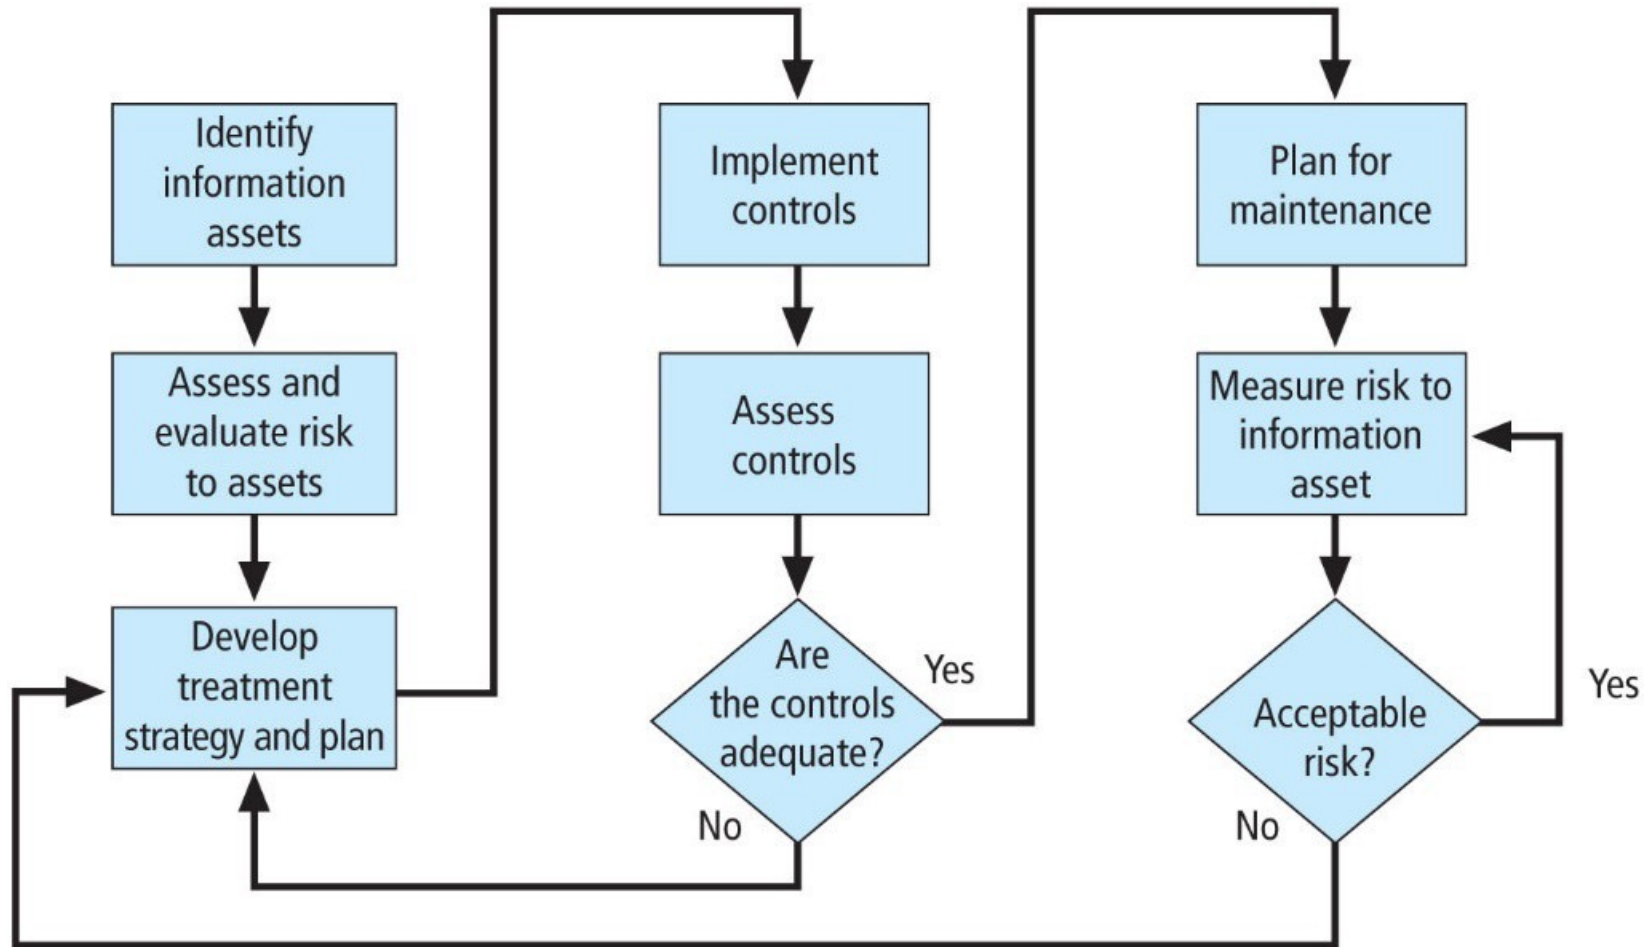 Identify
information
assets
Assess and
evaluate risk
to assets
Develop
treatment
strategy and plan
Implement
controls
Assess
controls
Are
the controls
adequate?
Yes
No
Plan for
maintenance
Measure risk to
information
asset
Acceptable
risk?
Yes
No